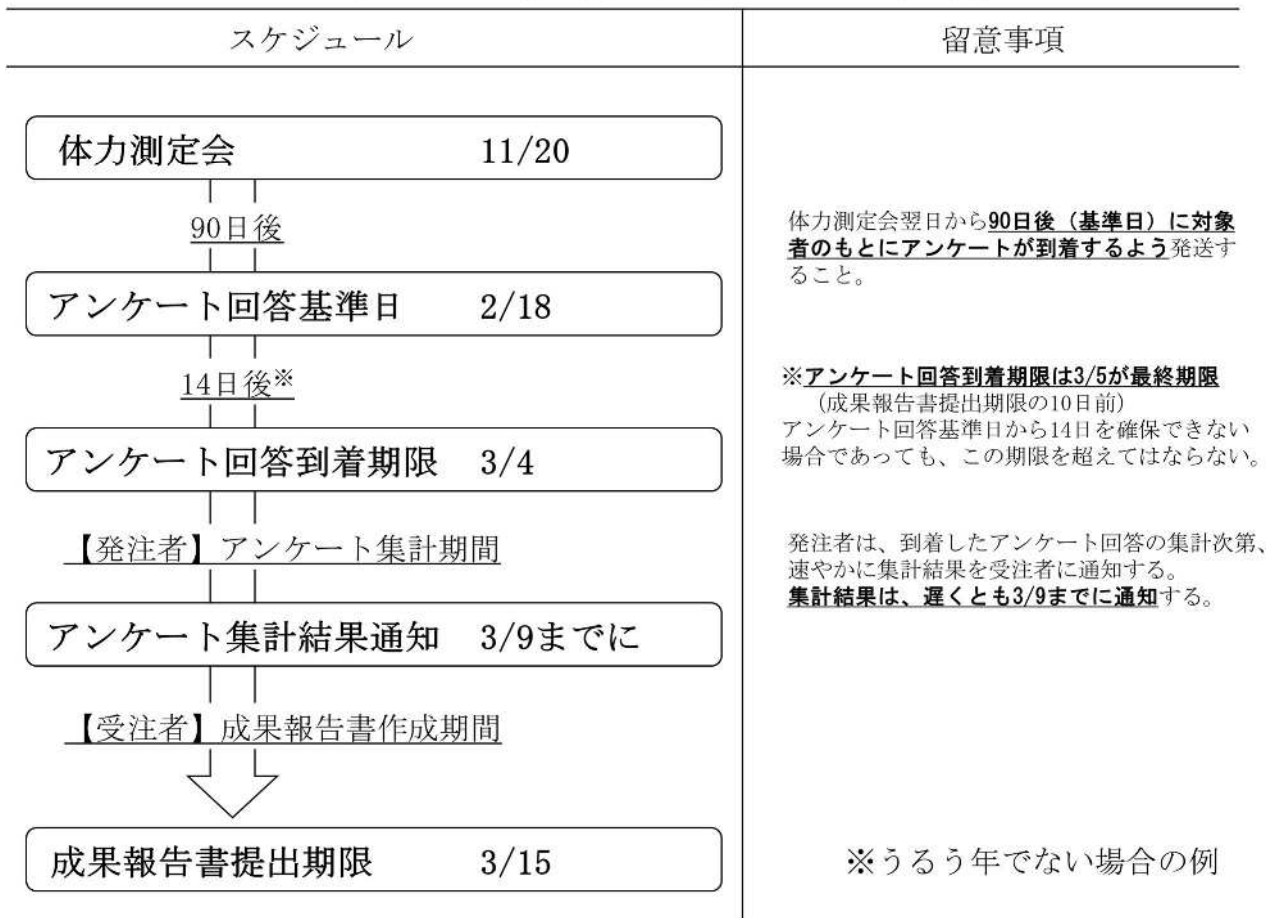 スケジュール
留意事項
体力測定会 11/20
90日後
体力測定会翌日から90日後（基準日）に対象
者のもとにアンケートが到着するよう発送す
ること。
アンケート回答基準日 2/18
14日後※
※アンケート回答到着期限は3/5が最終期限
（成果報告書提出期限の10日前）
アンケート回答基準日から14日を確保できない
場合であっても、この期限を超えてはならない。
アンケート回答到着期限 3/4
【発注者】アンケート集計期間
発注者は、到着したアンケート回答の集計次第、
速やかに集計結果を受注者に通知する。
集計結果は、遅くとも3/9までに通知する。
アンケート集計結果通知 3/9までに
【受注者】成果報告書作成期間
成果報告書提出期限 3/15
※うるう年でない場合の例